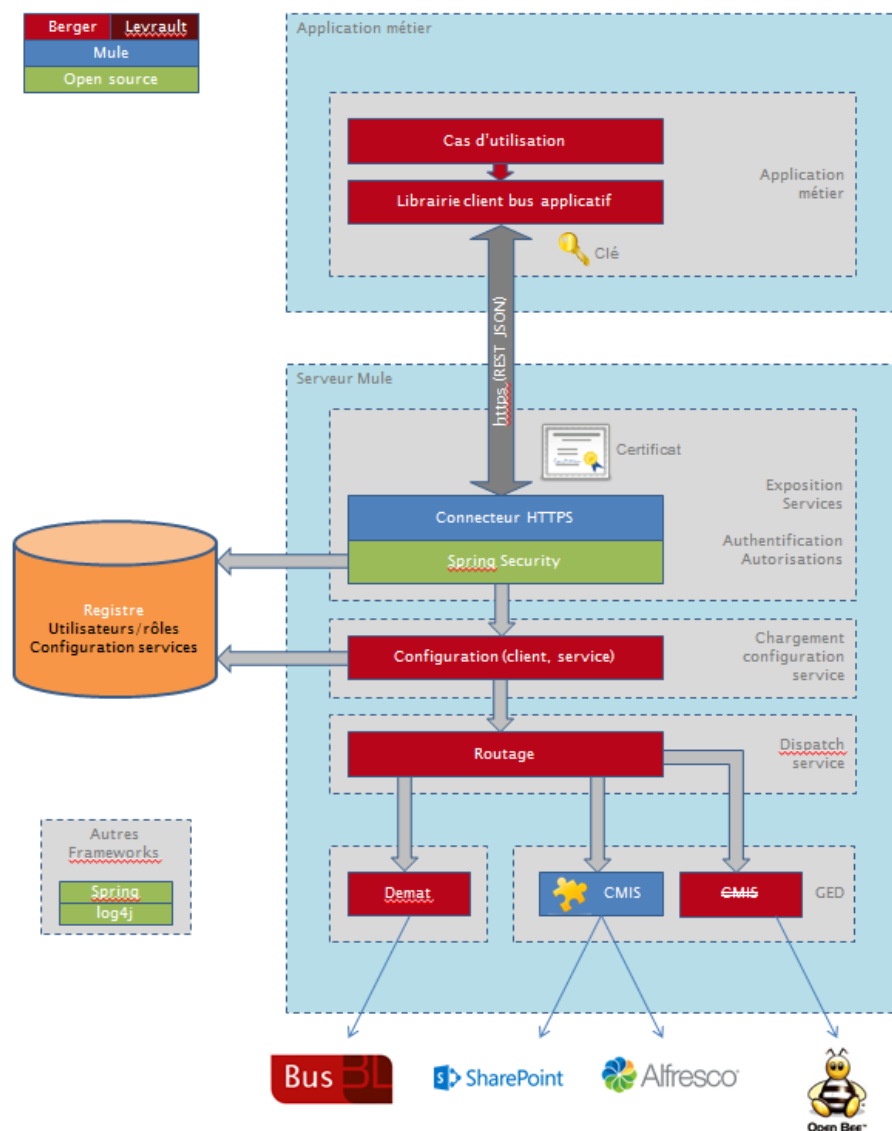 Berger Levrault
Mule
Open source
Application métier
Cas d'utilisation
Librairie client bus applicatif
Application
métier
Clé
https (REST JSON)
Serveur Mule
Certificat
Exposition
Services
Connecteur HTTPS
Authentification
Autorisations
Spring Security
Registre
Utilisateurs/rôles
Configuration services
Configuration (client, service)
Chargement
configuration
service
Routage
Dispatch
service
Autres
Frameworks
Spring
log4j
Demat
CMIS
CMIS
GED
Bus BL
S SharePoint
Alfresco
Open Bee™